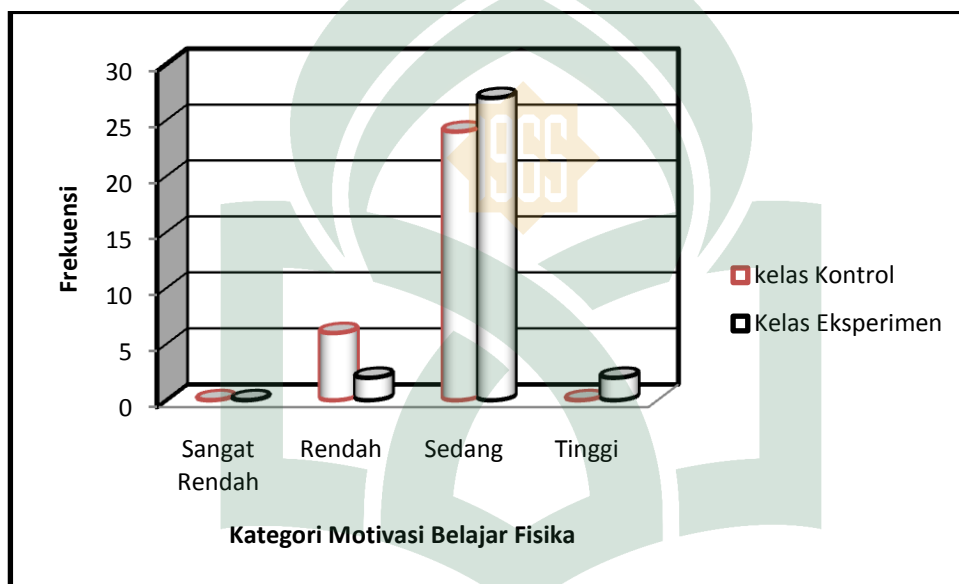 30
25
20
15
10
5
0
Frekuensi
965
Sangat Rendah
Rendah
Sedang
Tinggi
Kategori Motivasi Belajar Fisika
kelas Kontrol
Kelas Eksperimen